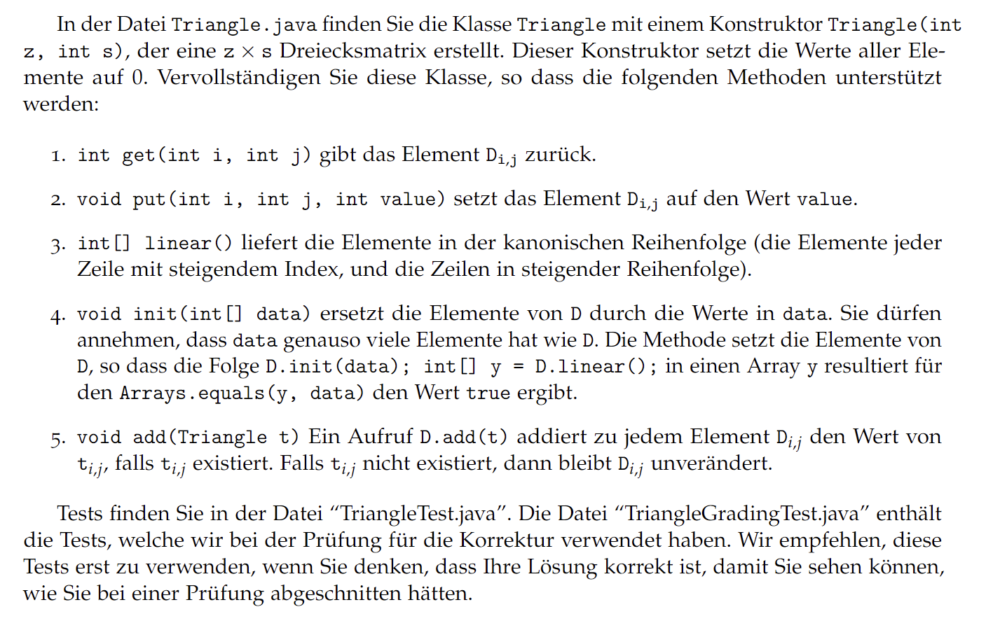 In der Datei Triangle.java finden Sie die Klasse Triangle mit einem Konstruktor Triangle(int
z, int s), der eine z × s Dreiecksmatrix erstellt. Dieser Konstruktor setzt die Werte aller Ele-
mente auf 0. Vervollständigen Sie diese Klasse, so dass die folgenden Methoden unterstützt
werden:
1. int get(int i, int j) gibt das Element D_{i,j} zurück.
2. void put(int i, int j, int value) setzt das Element D_{i,j} auf den Wert value.
3. int[] linear() liefert die Elemente in der kanonischen Reihenfolge (die Elemente jeder
Zeile mit steigendem Index, und die Zeilen in steigender Reihenfolge).
4. void init(int[] data) ersetzt die Elemente von D durch die Werte in data. Sie dürfen
annehmen, dass data genauso viele Elemente hat wie D. Die Methode setzt die Elemente von
D, so dass die Folge D.init(data); int[] y = D.linear(); in einen Array y resultiert für
den Arrays.equals(y, data) den Wert true ergibt.
5. void add(Triangle t) Ein Aufruf D.add(t) addiert zu jedem Element D_{i,j} den Wert von
t_{i,j}, falls t_{i,j} existiert. Falls t_{i,j} nicht existiert, dann bleibt D_{i,j} unverändert.
Tests finden Sie in der Datei “TriangleTest.java”. Die Datei “TriangleGradingTest.java” enthält
die Tests, welche wir bei der Prüfung für die Korrektur verwendet haben. Wir empfehlen, diese
Tests erst zu verwenden, wenn Sie denken, dass Ihre Lösung korrekt ist, damit Sie sehen können,
wie Sie bei einer Prüfung abgeschnitten hätten.